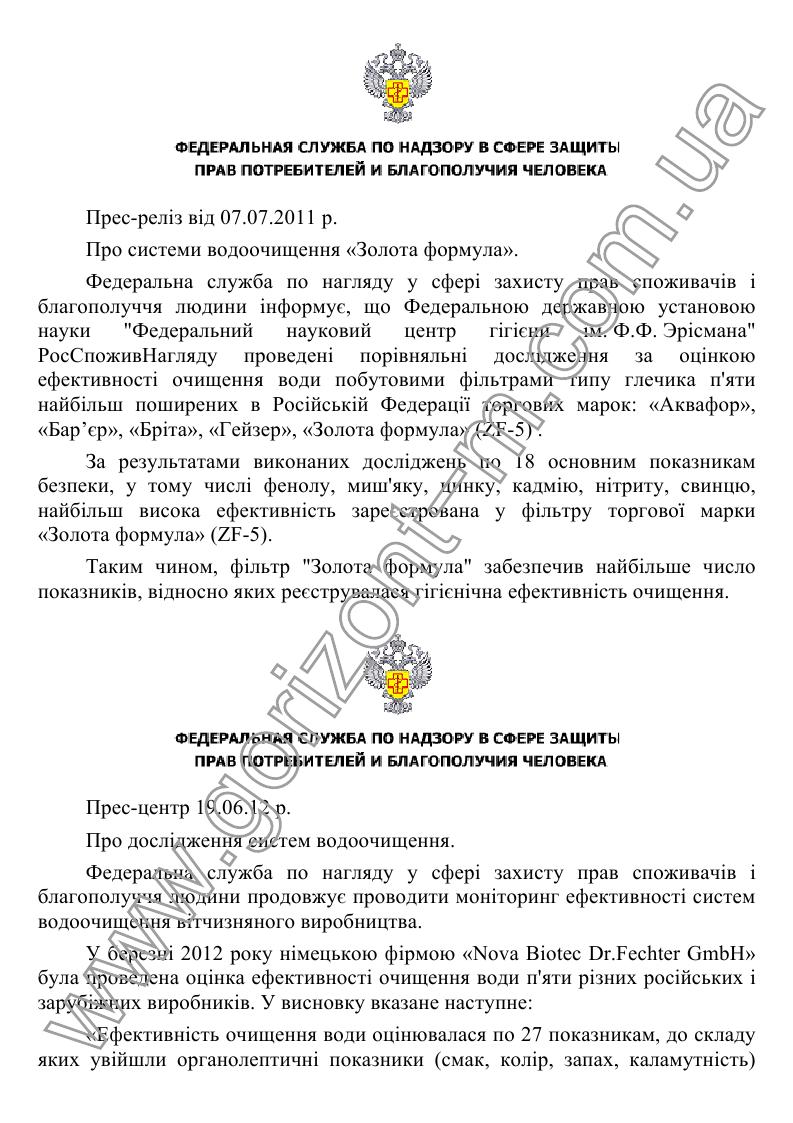 ФЕДЕРАЛЬНАЯ СЛУЖБА ПО НАДЗОРУ В СФЕРЕ ЗАЩИТЫ
ПРАВ ПОТРЕБИТЕЛЕЙ И БЛАГОПОЛУЧИЯ ЧЕЛОВЕКА
Прес-реліз від 07.07.2011 р.
Про системи водоочищення «Золота формула».
Федеральна служба по нагляду у сфері захисту прав споживачів і
благополуччя людини інформує, що Федеральною державною установою
науки "Федеральний науковий центр гігієни ім. Ф.Ф. Эрісмана"
РосСпоживНагляду проведені порівняльні дослідження за оцінкою
ефективності очищення води побутовими фільтрами типу глечика п'яти
найбільш поширених в Російській Федерації торгових марок: «Аквафор»,
«Бар’єр», «Бріта», «Гейзер», «Золота формула» (ZF-5) .
За результатами виконаних досліджень по 18 основним показникам
безпеки, у тому числі фенолу, миш'яку, цинку, кадмію, нітриту, свинцю,
найбільш висока ефективність зареєстрована у фільтру торгової марки
«Золота формула» (ZF-5).
Таким чином, фільтр "Золота формула" забезпечив найбільше число
показників, відносно яких реєструвалася гігієнічна ефективність очищення.
ФЕДЕРАЛЬНАЯ СЛУЖБА ПО НАДЗОРУ В СФЕРЕ ЗАЩИТЫ
ПРАВ ПОТРЕБИТЕЛЕЙ И БЛАГОПОЛУЧИЯ ЧЕЛОВЕКА
Прес-центр 19.06.12 р.
Про дослідження систем водоочищення.
Федеральна служба по нагляду у сфері захисту прав споживачів і
благополуччя людини продовжує проводити моніторинг ефективності систем
водоочищення вітчизняного виробництва.
У березні 2012 року німецькою фірмою «Nova Biotec Dr.Fechter GmbH»
була проведена оцінка ефективності очищення води п'яти різних російських і
зарубіжних виробників. У висновку вказане наступне:
«Ефективність очищення води оцінювалася по 27 показникам, до складу
яких увійшли органолептичні показники (смак, колір, запах, каламутність)
www.gorizont-m.com.ua